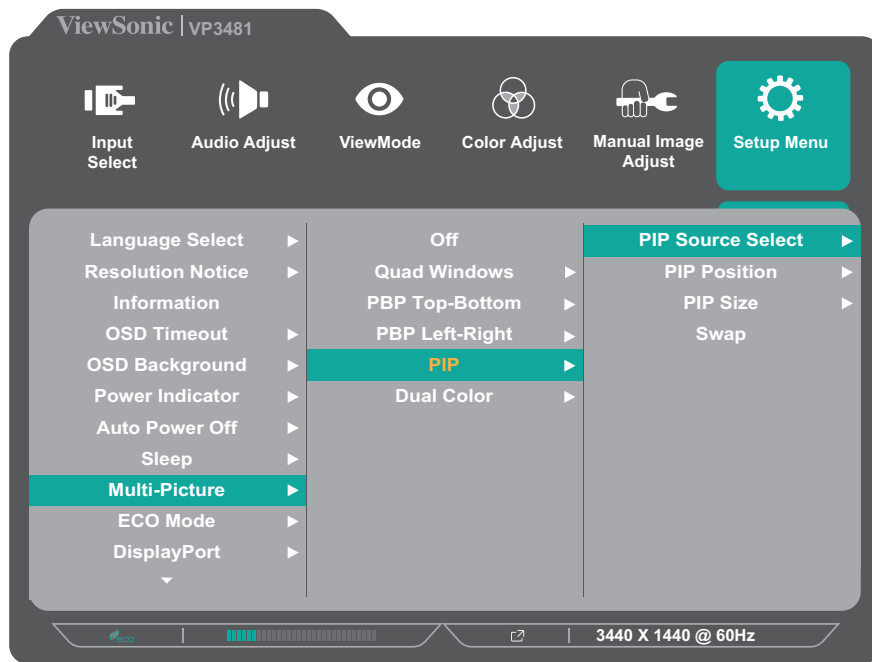 ViewSonic | VP3481
Input
Select
Audio Adjust
ViewMode
Color Adjust
Manual Image
Adjust
Setup Menu
Language Select
Resolution Notice
Information
OSD Timeout
OSD Background
Power Indicator
Auto Power Off
Sleep
Multi-Picture
ECO Mode
DisplayPort
Off
Quad Windows
PBP Top-Bottom
PBP Left-Right
PIP
Dual Color
PIP Source Select
PIP Position
PIP Size
Swap
eco
3440 X 1440 @ 60Hz